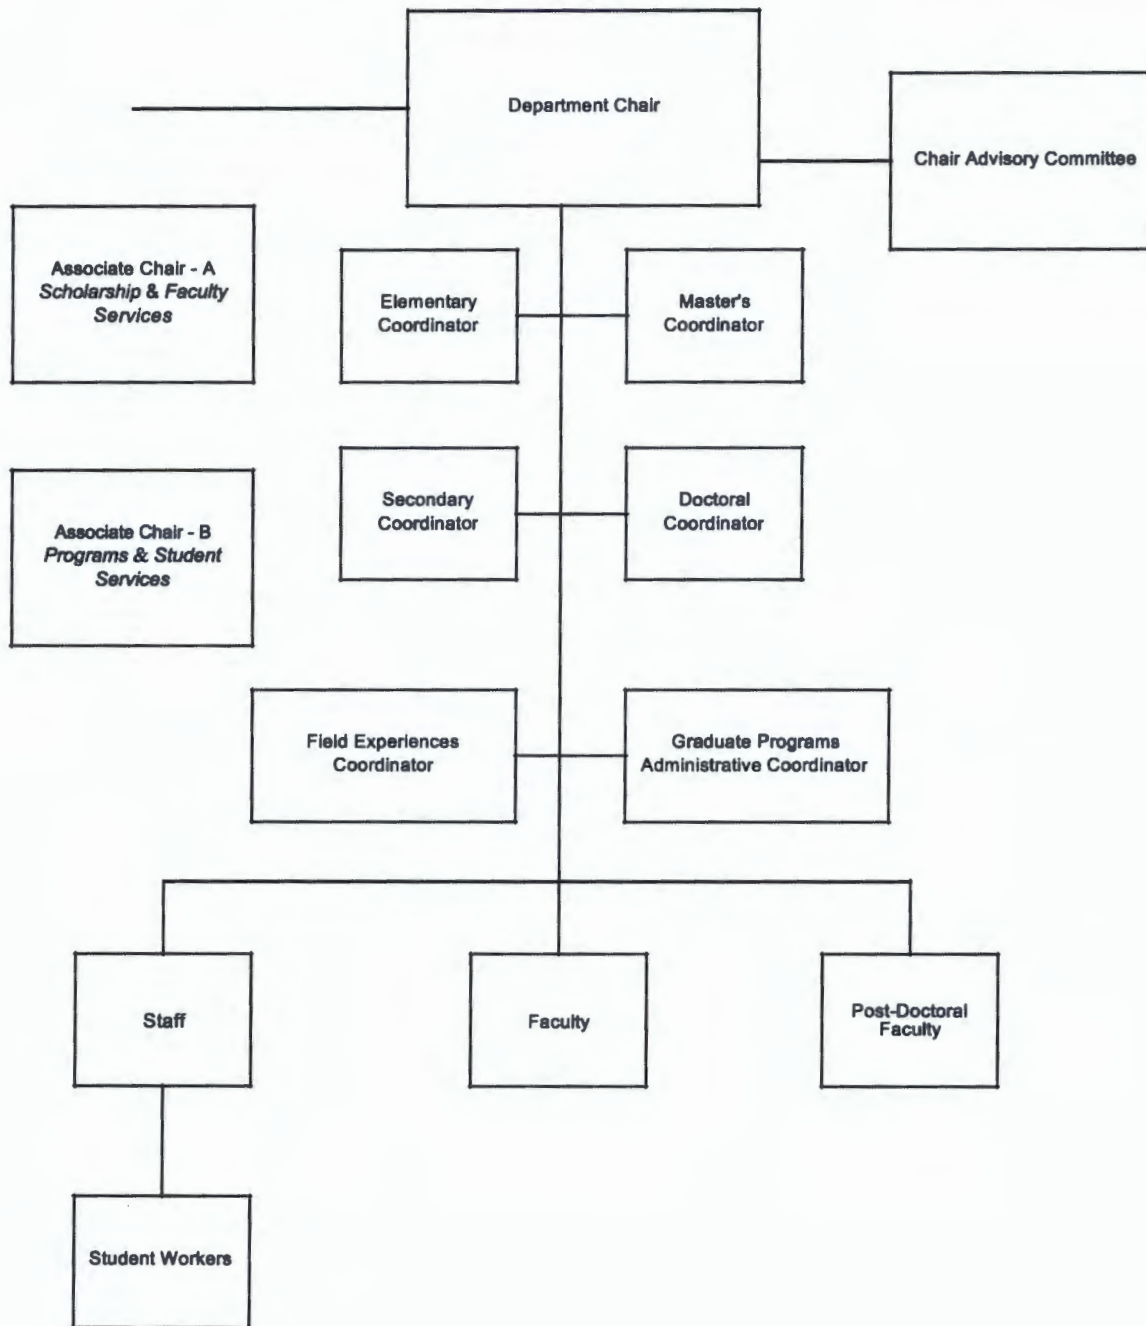 Department Chair
Chair Advisory Committee
Associate Chair - A
Scholarship & Faculty
Services
Elementary
Coordinator
Master's
Coordinator
Associate Chair - B
Programs & Student
Services
Secondary
Coordinator
Doctoral
Coordinator
Field Experiences
Coordinator
Graduate Programs
Administrative Coordinator
Staff
Faculty
Post-Doctoral
Faculty
Student Workers